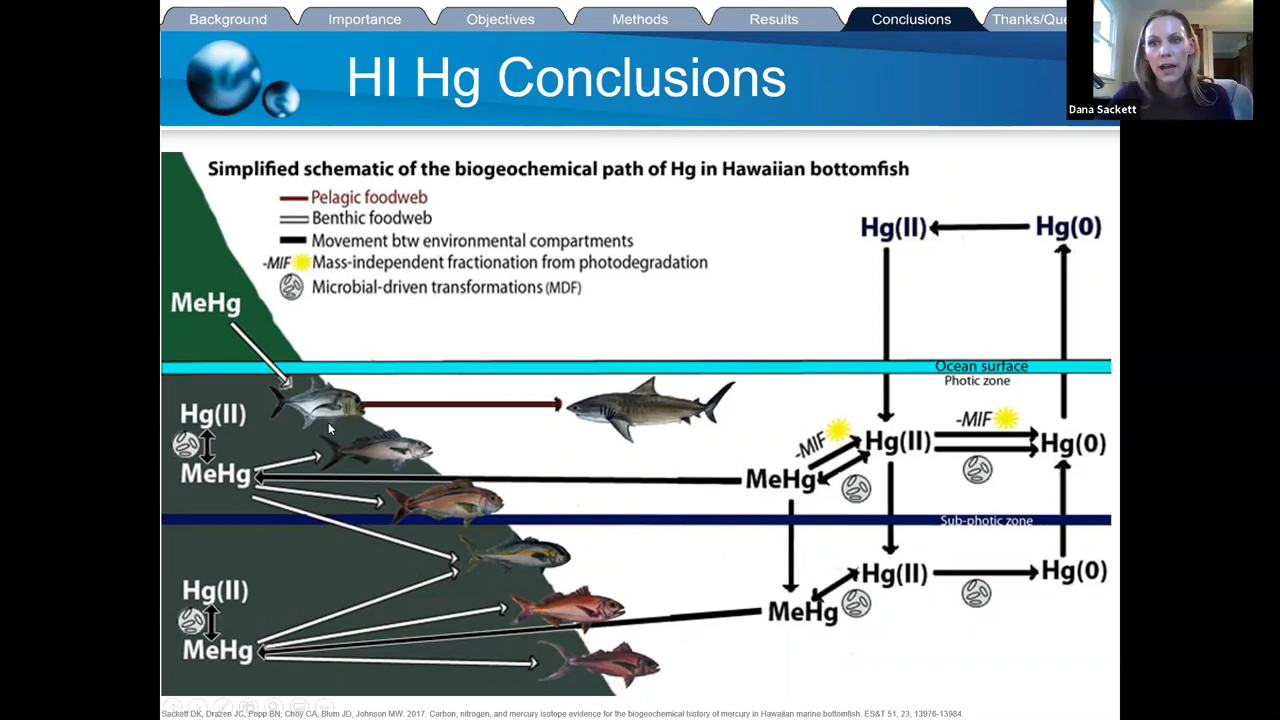 Background Importance Objectives Methods Results Conclusions Thanks/Que
HI Hg Conclusions
Dana Sackett
Simplified schematic of the biogeochemical path of Hg in Hawaiian bottomfish
Pelagic foodweb
Benthic foodweb
Movement btw environmental compartments
-MIF Mass-independent fractionation from photodegradation
Microbial-driven transformations (MDF)
Hg(II) Hg(0)
MeHg
Ocean surface
Photic zone
Hg(II)
MeHg
-MIF
-MIF
MeHg Hg(II) Hg(0)
Sub-photic zone
Hg(II)
MeHg
Hg(II) Hg(0)
MeHg
Sackett DK, Drazen JC, Popp BN, Choy CA, Blum JD, Johnson MW. 2017. Carbon, nitrogen, and mercury isotope evidence for the biogeochemical history of mercury in Hawaiian marine bottomfish. ES&T 51, 23, 13976-13984.